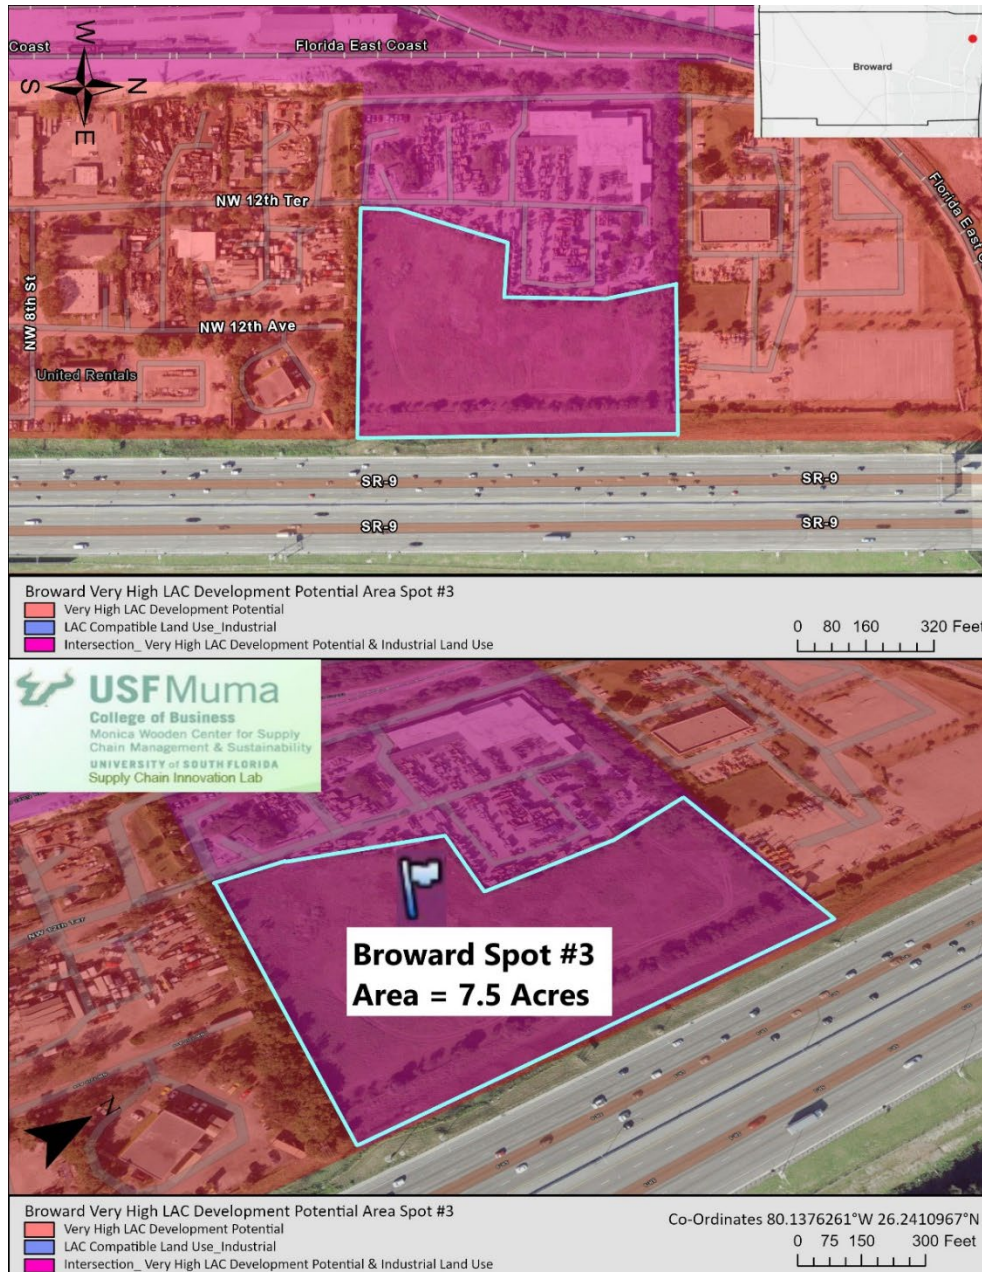 Coast
Florida East Coast
W
N
S
E
Broward
NW 12th Ter
Florida East C
NW 8th St
NW 12th Ave
United Rentals
SR-9
SR-9
SR-9
SR-9
Broward Very High LAC Development Potential Area Spot #3
Very High LAC Development Potential
LAC Compatible Land Use_Industrial
Intersection_ Very High LAC Development Potential & Industrial Land Use
0 80 160 320 Feet
USF Muma
College of Business
Monica Wooden Center for Supply
Chain Management & Sustainability
UNIVERSITY of SOUTH FLORIDA
Supply Chain Innovation Lab
NW 12th Ter
Broward Spot #3
Area = 7.5 Acres
N
Broward Very High LAC Development Potential Area Spot #3
Very High LAC Development Potential
LAC Compatible Land Use_Industrial
Intersection_ Very High LAC Development Potential & Industrial Land Use
Co-Ordinates 80.1376261°W 26.2410967°N
0 75 150 300 Feet